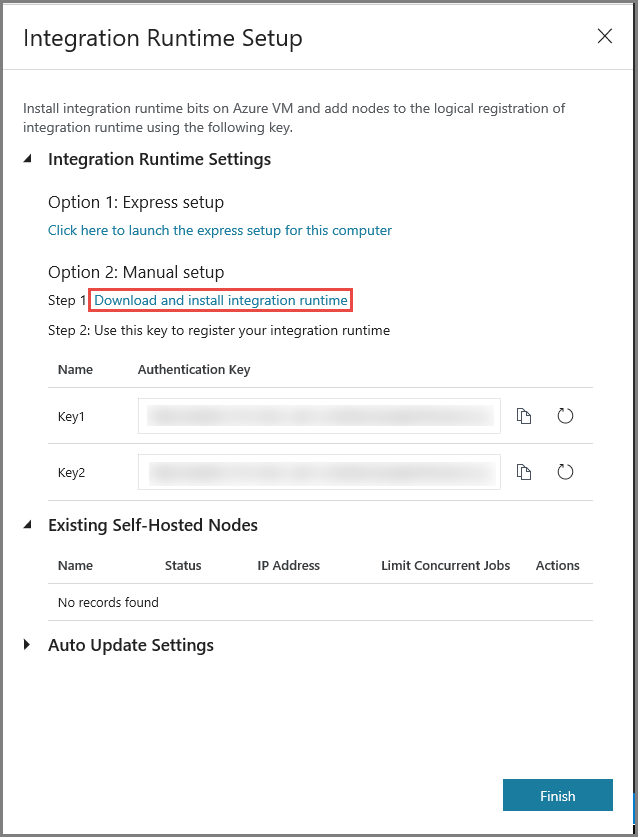 Integration Runtime Setup
Install integration runtime bits on Azure VM and add nodes to the logical registration of
integration runtime using the following key.
Integration Runtime Settings
Option 1: Express setup
Click here to launch the express setup for this computer
Option 2: Manual setup
Step 1 Download and install integration runtime
Step 2: Use this key to register your integration runtime
Name Authentication Key
Key1
Key2
Existing Self-Hosted Nodes
Name Status IP Address Limit Concurrent Jobs Actions
No records found
Auto Update Settings
Finish